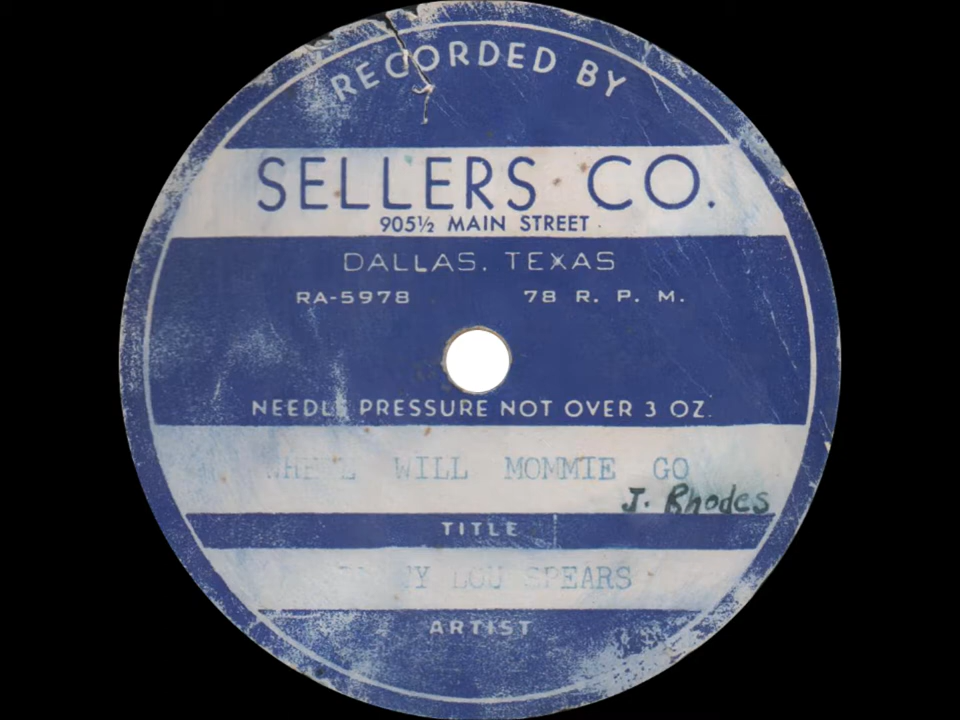 RECORDED BY
SELLERS CO.
905½ MAIN STREET
DALLAS, TEXAS
RA-5978 78 R. P. M.
NEEDLE PRESSURE NOT OVER 3 OZ.
WILL MOMMIE GO
J. Rhodes
TITLE
LOU SPEARS
ARTIST